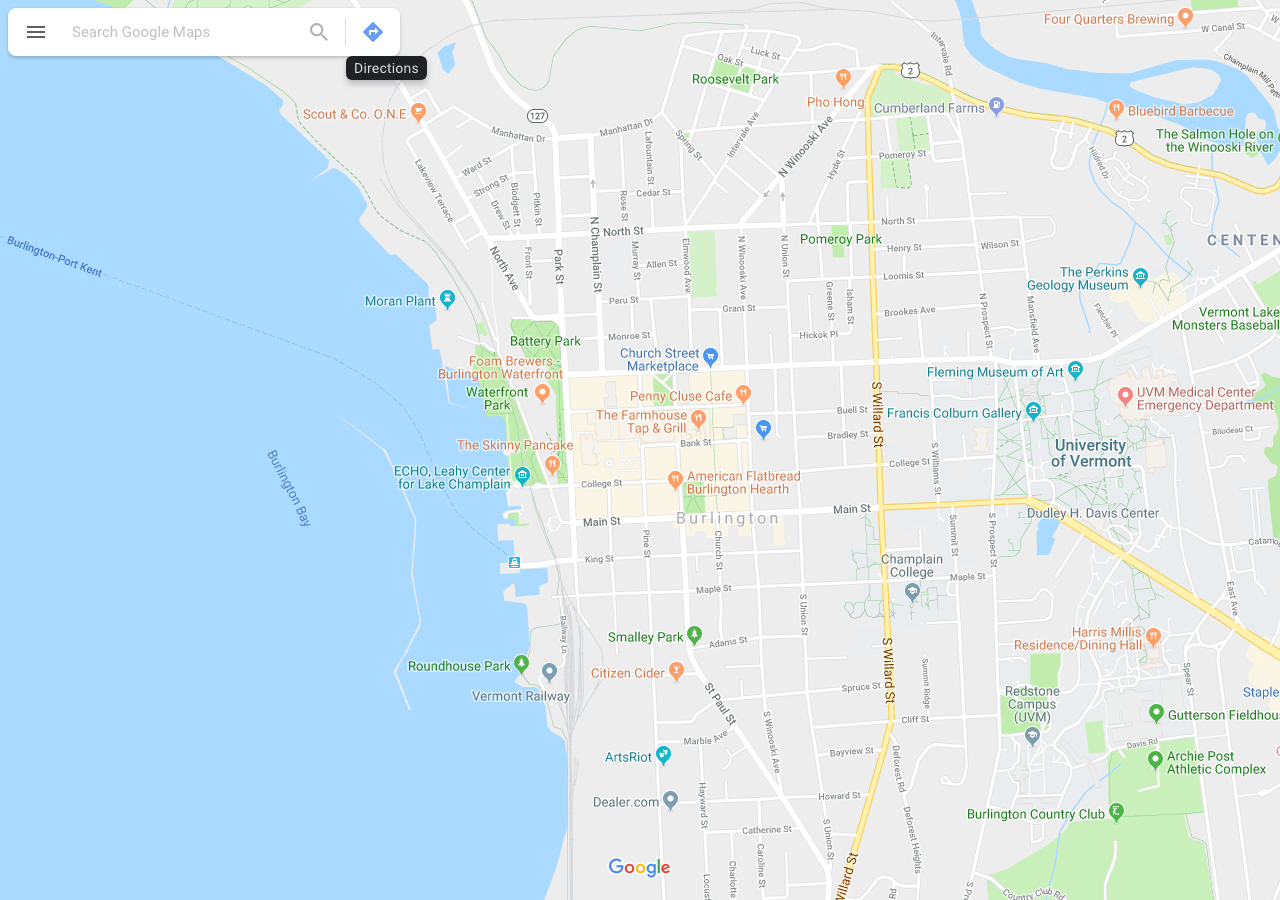 Search Google Maps
Directions
Four Quarters Brewing
W Canal St
Champlain Mill Park
Intervale Rd
Luck St
Oak St
2
Roosevelt Park
Pho Hong
Cumberland Farms
Bluebird Barbecue
Scout & Co. O.N.E
127
Manhattan Dr
Manhattan Dr
Lafountain St
Spring St
Intervale Ave
N Winooski Ave
Hyde St
Pomeroy St
2
The Salmon Hole on
the Winooski River
Hildred Dr
Lakeview Terrace
Ward St
Strong St
Drew St
Blodgett St
Pitkin St
Rose St
Cedar St
North St
North St
Burlington-Port Kent
North Ave
Front St
Park St
N Champlain St
Murray St
Allen St
Elmwood Ave
N Winooski Ave
N Union St
Pomeroy Park
Henry St
Wilson St
CENTEN
Loomis St
The Perkins
Geology Museum
Moran Plant
Peru St
Grant St
Greene St
Isham St
Brookes Ave
N Prospect St
Mansfield Ave
Fletcher Pl
Vermont Lake
Monsters Baseball
Battery Park
Monroe St
Hickok Pl
Foam Brewers -
Burlington Waterfront
Church Street
Marketplace
Fleming Museum of Art
Waterfront
Park
Penny Cluse Cafe
S Willard St
UVM Medical Center
Emergency Department
The Farmhouse
Tap & Grill
Buell St
Francis Colburn Gallery
Bradley St
Bilodeau Ct
The Skinny Pancake
Bank St
University
of Vermont
ECHO, Leahy Center
for Lake Champlain
College St
American Flatbread
Burlington Hearth
College St
S Williams St
Burlington Bay
Main St
Burlington
Main St
Dudley H. Davis Center
Pine St
Church St
Summit St
S Prospect St
King St
Champlain
College
Maple St
Maple St
East Ave
Railway Ln
S Union St
Smalley Park
Adams St
S Willard St
Harris Millis
Residence/Dining Hall
Roundhouse Park
Citizen Cider
Summit Ridge
Spear St
Vermont Railway
St Paul St
Spruce St
Redstone
Campus
(UVM)
Staple
S Winooski Ave
Cliff St
Gutterson Fieldhou
Marble Ave
Bayview St
Deforest Rd
Davis Rd
ArtsRiot
Archie Post
Athletic Complex
Dealer.com
Hayward St
Howard St
Deforest Heights
Burlington Country Club
Catherine St
S Union St
Google
Locust
Charlotte
Caroline St
Willard St
Country Club Rd